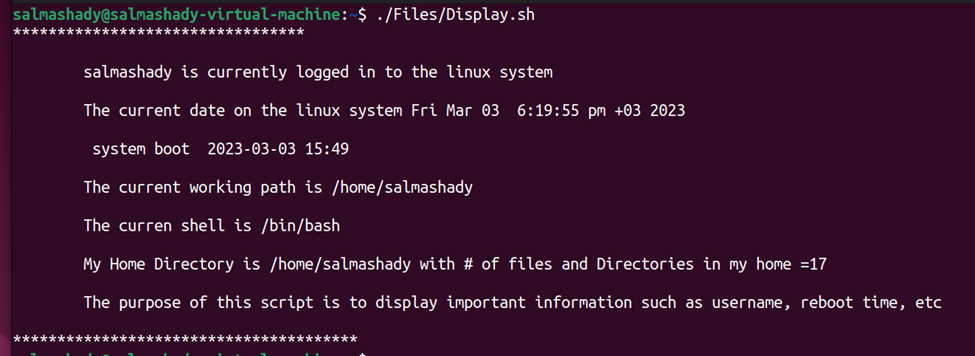 salmashady@salmashady-virtual-machine:~$ ./Files/Display.sh
*********************************
salmashady is currently logged in to the linux system
The current date on the linux system Fri Mar 03  6:19:55 pm +03 2023
system boot  2023-03-03 15:49
The current working path is /home/salmashady
The curren shell is /bin/bash
My Home Directory is /home/salmashady with # of files and Directories in my home =17
The purpose of this script is to display important information such as username, reboot time, etc
***************************************